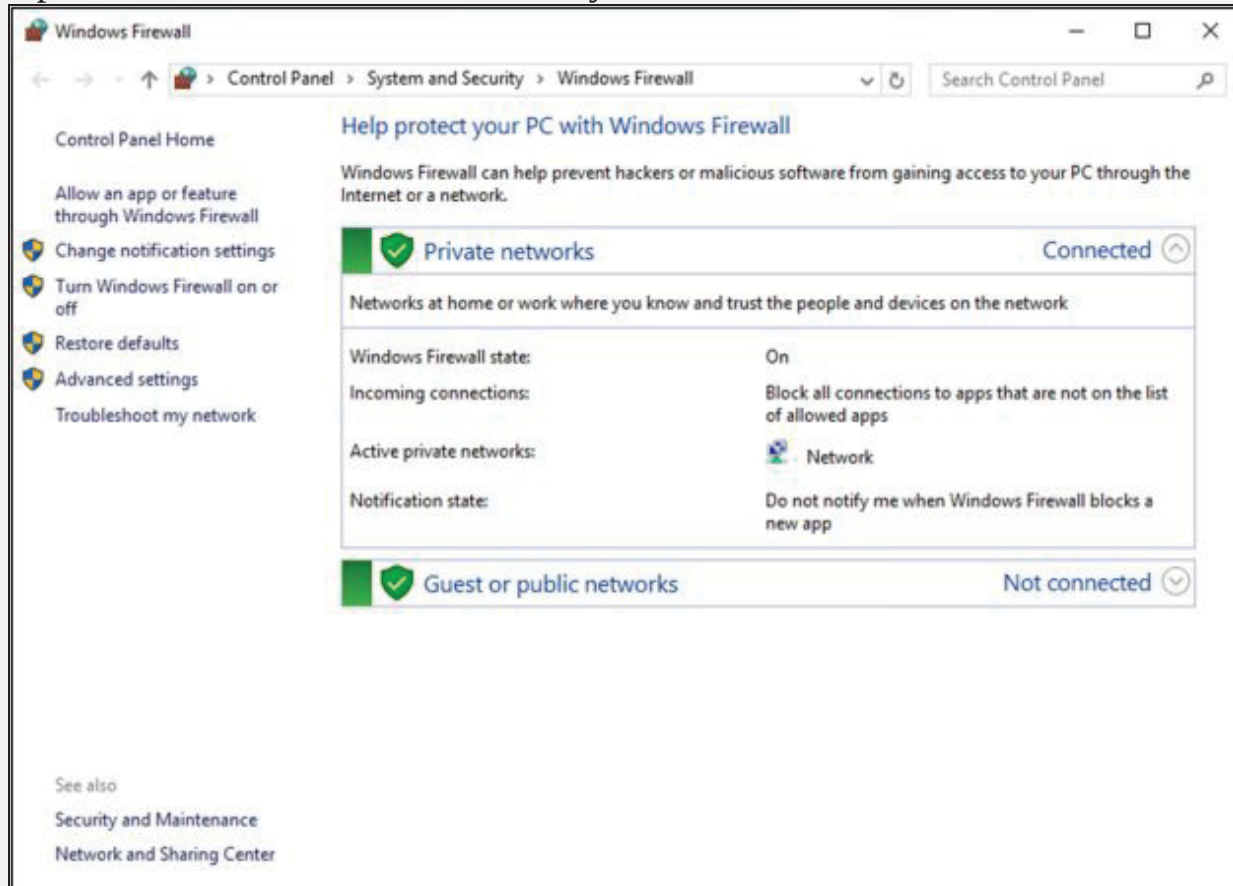 Windows Firewall
Control Panel > System and Security > Windows Firewall
Search Control Panel
Control Panel Home
Allow an app or feature
through Windows Firewall
Change notification settings
Turn Windows Firewall on or
off
Restore defaults
Advanced settings
Troubleshoot my network
See also
Security and Maintenance
Network and Sharing Center
Help protect your PC with Windows Firewall
Windows Firewall can help prevent hackers or malicious software from gaining access to your PC through the
Internet or a network.
Private networks Connected
Networks at home or work where you know and trust the people and devices on the network
Windows Firewall state: On
Incoming connections: Block all connections to apps that are not on the list
of allowed apps
Active private networks: Network
Notification state: Do not notify me when Windows Firewall blocks a
new app
Guest or public networks Not connected